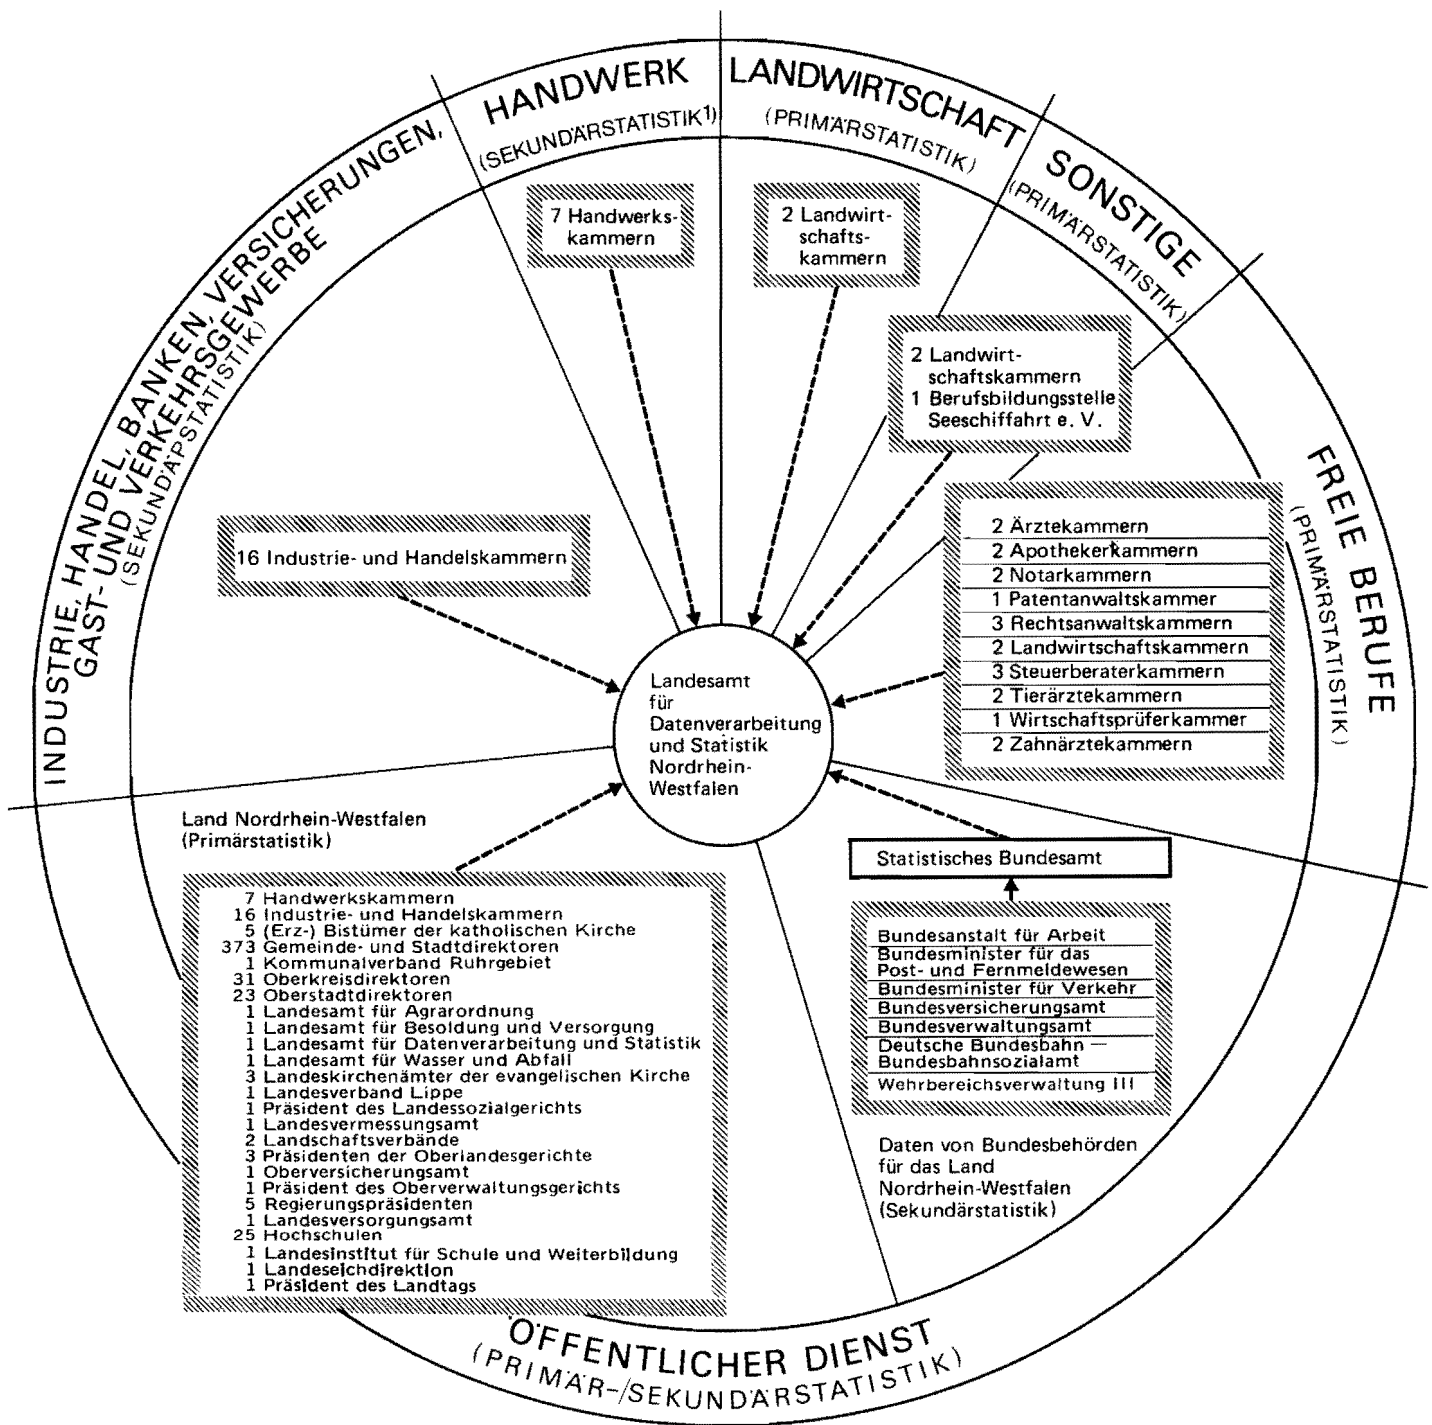 HANDWERK
(SEKUNDÄRSTATISTIK1)
LANDWIRTSCHAFT
(PRIMÄRSTATISTIK)
SONSTIGE
(PRIMÄRSTATISTIK)
FREIE BERUFE
(PRIMÄRSTATISTIK)
INDUSTRIE, HANDEL, BANKEN, VERSICHERUNGEN,
GAST- UND VERKEHRSGEWERBE
(SEKUNDÄPSTATISTIK)
7 Handwerks-
kammern
2 Landwirt-
schafts-
kammern
2 Landwirt-
schaftskammern
1 Berufsbildungsstelle
Seeschiffahrt e. V.
16 Industrie- und Handelskammern
2 Ärztekammern
2 Apothekerkammern
2 Notarkammern
1 Patentanwaltskammer
3 Rechtsanwaltskammern
2 Landwirtschaftskammern
3 Steuerberaterkammern
2 Tierärztekammern
1 Wirtschaftsprüferkammer
2 Zahnärztekammern
Landesamt
für
Datenverarbeitung
und Statistik
Nordrhein-
Westfalen
Land Nordrhein-Westfalen
(Primärstatistik)
7 Handwerkskammern
16 Industrie- und Handelskammern
5 (Erz-) Bistümer der katholischen Kirche
373 Gemeinde- und Stadtdirektoren
1 Kommunalverband Ruhrgebiet
31 Oberkreisdirektoren
23 Oberstadtdirektoren
1 Landesamt für Agrarordnung
1 Landesamt für Besoldung und Versorgung
1 Landesamt für Datenverarbeitung und Statistik
1 Landesamt für Wasser und Abfall
3 Landeskirchenämter der evangelischen Kirche
1 Landesverband Lippe
1 Präsident des Landessozialgerichts
1 Landesvermessungsamt
2 Landschaftsverbände
3 Präsidenten der Oberlandesgerichte
1 Oberversicherungsamt
1 Präsident des Oberverwaltungsgerichts
5 Regierungspräsidenten
1 Landesversorgungsamt
25 Hochschulen
1 Landesinstitut für Schule und Weiterbildung
1 Landeseichdirektion
1 Präsident des Landtags
Statistisches Bundesamt
Bundesanstalt für Arbeit
Bundesminister für das
Post- und Fernmeldewesen
Bundesminister für Verkehr
Bundesversicherungsamt
Bundesverwaltungsamt
Deutsche Bundesbahn —
Bundesbahnsozialamt
Wehrbereichsverwaltung III
Daten von Bundesbehörden
für das Land
Nordrhein-Westfalen
(Sekundärstatistik)
ÖFFENTLICHER DIENST
(PRIMÄR-/SEKUNDÄRSTATISTIK)